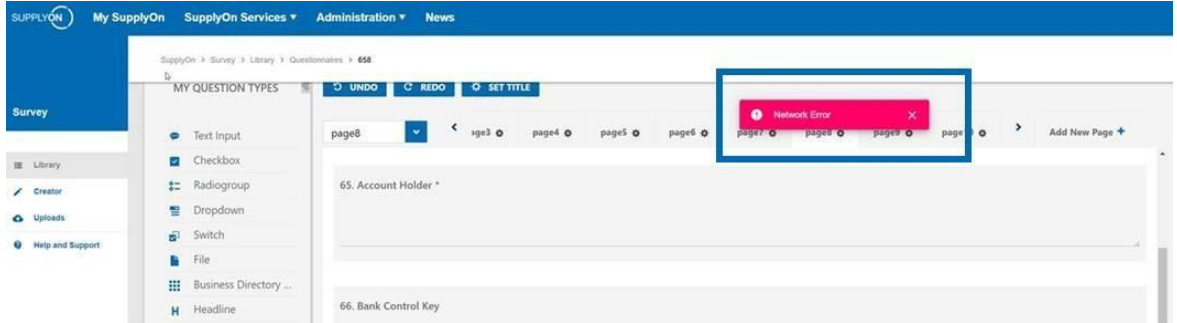 SUPPLYON My SupplyOn SupplyOn Services Administration News
SupplyOn > Survey > Library > Questionnaires > 658
MY QUESTION TYPES UNDO REDO SET TITLE
Network Error
Survey
Text Input page8 page4 page5 page6 page7 page8 page9 Add New Page +
Checkbox
Library
Radiogroup 65. Account Holder *
Creator
Dropdown
Uploads
Switch
Help and Support
File
Business Directory ...
Headline 66. Bank Control Key